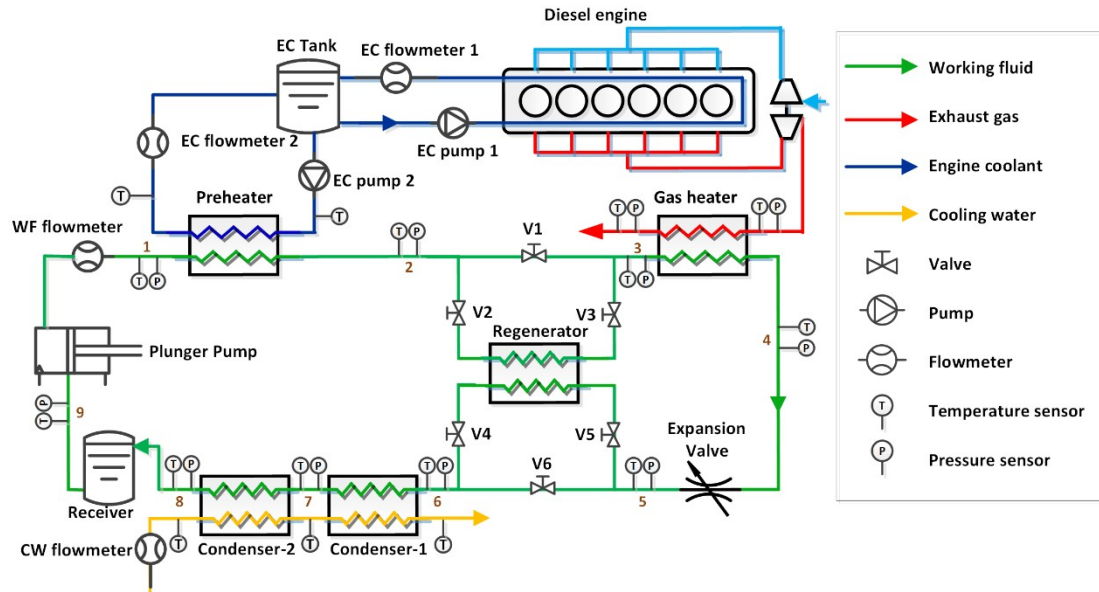 Diesel engine
EC Tank
EC flowmeter 1
Working fluid
Exhaust gas
EC flowmeter 2
EC pump 1
EC pump 2
Engine coolant
T
T
Preheater
Gas heater
Cooling water
WF flowmeter
T P
T P
1
T P
2
V1
3
T P
Valve
T P
V2
V3
Pump
Regenerator
4
T
P
Plunger Pump
Flowmeter
P
T
9
V4
V5
Expansion
Valve
T
Temperature sensor
V6
P
Pressure sensor
T P
T P
T P
T P
8
7
6
5
Receiver
CW flowmeter
T
T
T
Condenser-2
Condenser-1